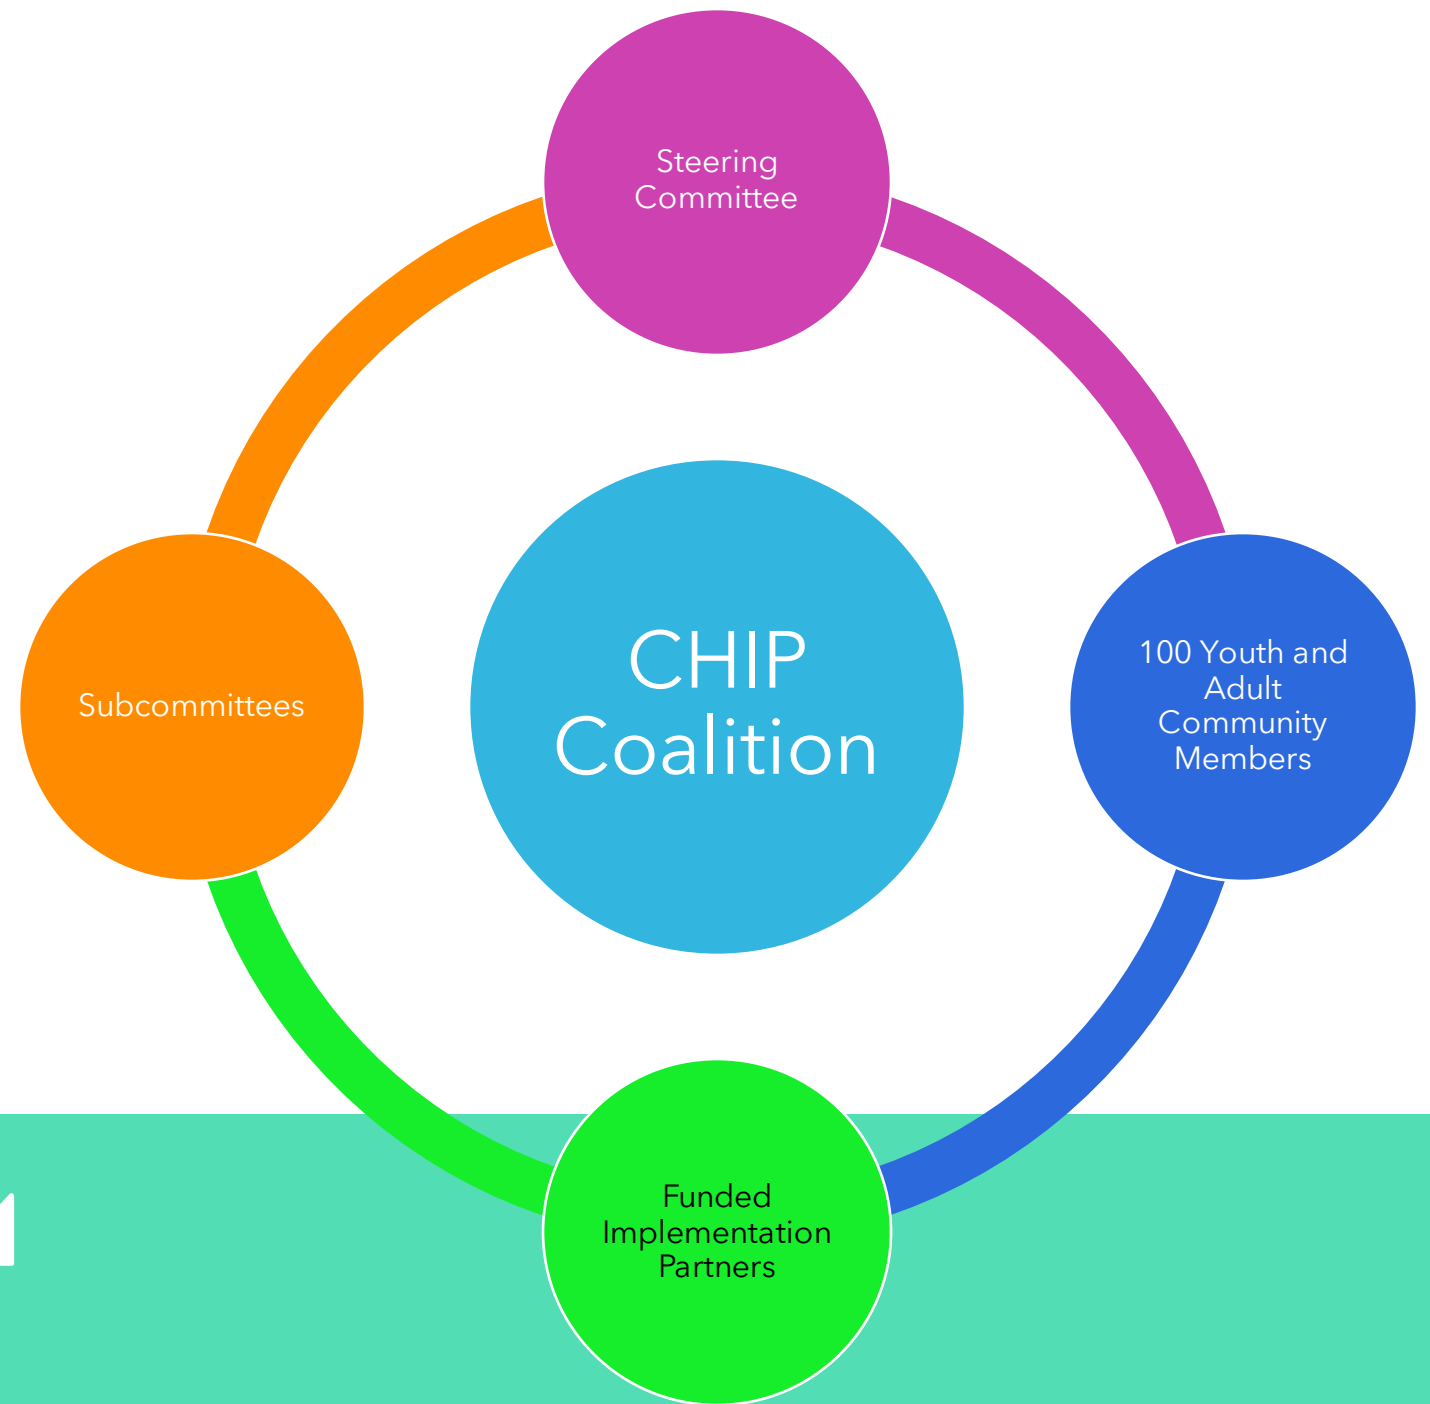 Steering
Committee
CHIP
Coalition
100 Youth and
Adult
Community
Members
Subcommittees
Funded
Implementation
Partners